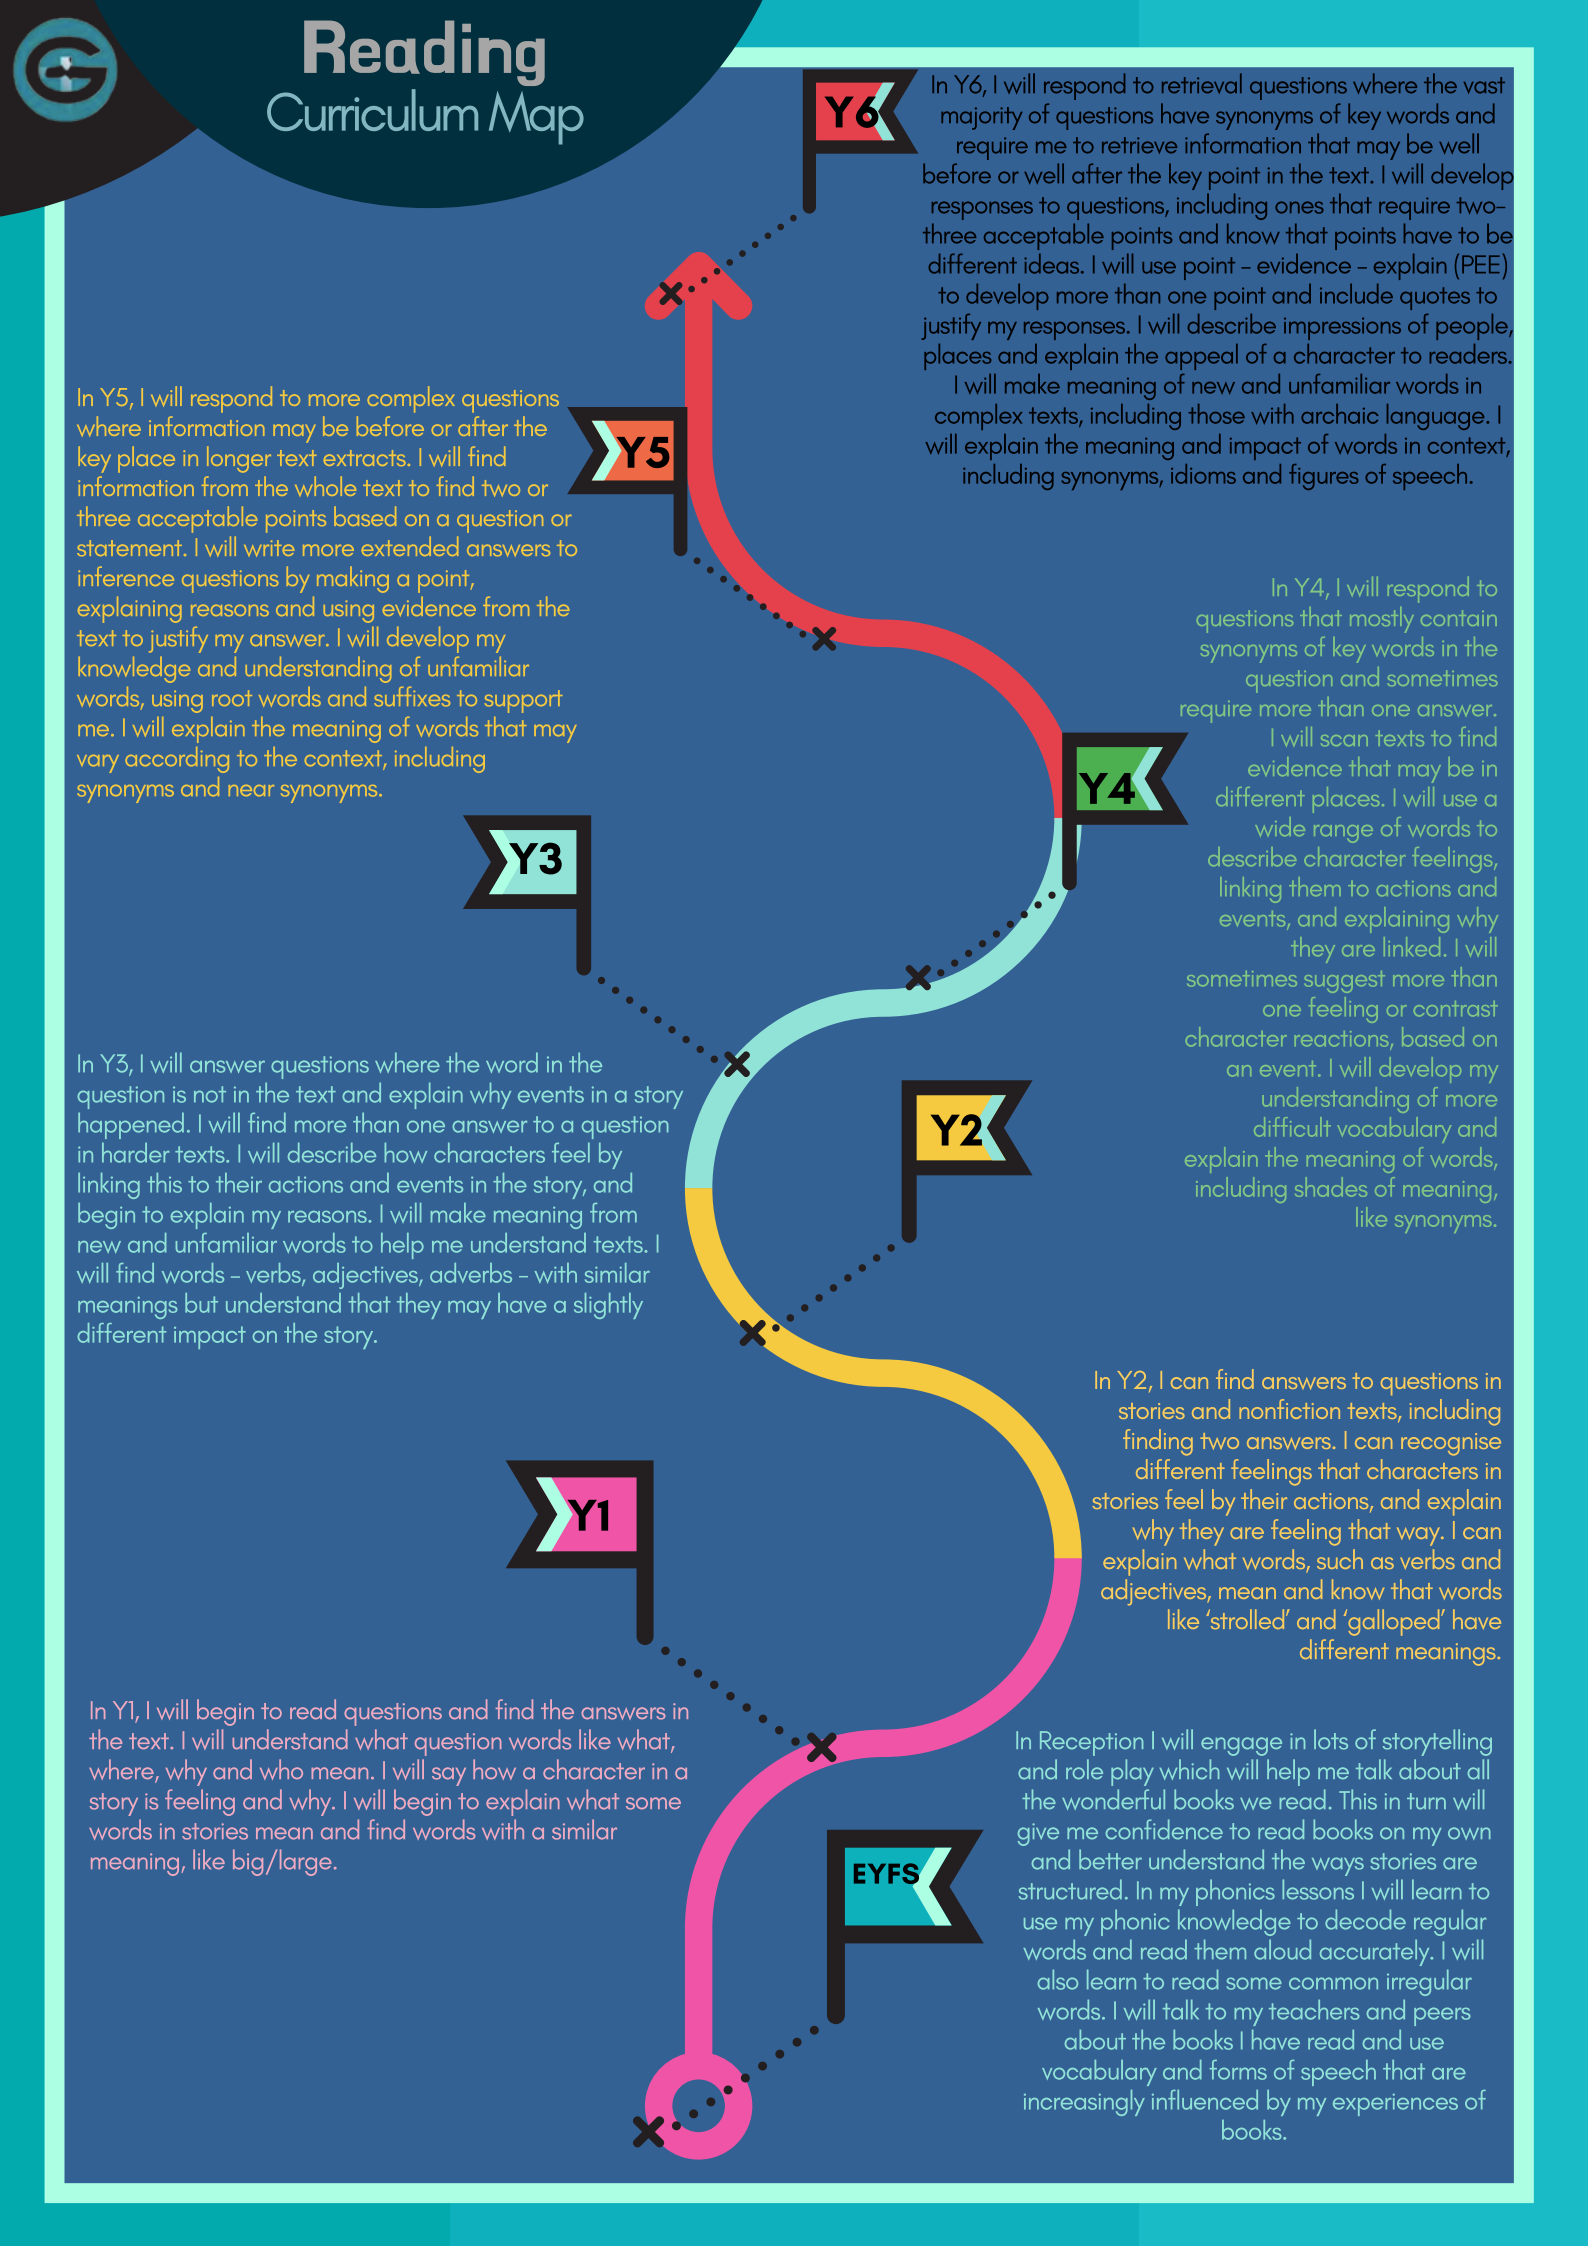 Reading
Curriculum Map
Y6
In Y6, I will respond to retrieval questions where the vast
majority of questions have synonyms of key words and
require me to retrieve information that may be well
before or well after the key point in the text. I will develop
responses to questions, including ones that require two-
three acceptable points and know that points have to be
different ideas. I will use point – evidence – explain (PEE)
to develop more than one point and include quotes to
justify my responses. I will describe impressions of people,
places and explain the appeal of a character to readers.
I will make meaning of new and unfamiliar words in
complex texts, including those with archaic language. I
will explain the meaning and impact of words in context,
including synonyms, idioms and figures of speech.
Y5
In Y5, I will respond to more complex questions
where information may be before or after the
key place in longer text extracts. I will find
information from the whole text to find two or
three acceptable points based on a question or
statement. I will write more extended answers to
inference questions by making a point,
explaining reasons and using evidence from the
text to justify my answer. I will develop my
knowledge and understanding of unfamiliar
words, using root words and suffixes to support
me. I will explain the meaning of words that may
vary according to the context, including
synonyms and near synonyms.
Y4
In Y4, I will respond to
questions that mostly contain
synonyms of key words in the
question and sometimes
require more than one answer.
I will scan texts to find
evidence that may be in
different places. I will use a
wide range of words to
describe character feelings,
linking them to actions and
events, and explaining why
they are linked. I will
sometimes suggest more than
one feeling or contrast
character reactions, based on
an event. I will develop my
understanding of more
difficult vocabulary and
explain the meaning of words,
including shades of meaning,
like synonyms.
Y3
In Y3, I will answer questions where the word in the
question is not in the text and explain why events in a story
happened. I will find more than one answer to a question
in harder texts. I will describe how characters feel by
linking this to their actions and events in the story, and
begin to explain my reasons. I will make meaning from
new and unfamiliar words to help me understand texts. I
will find words – verbs, adjectives, adverbs – with similar
meanings but understand that they may have a slightly
different impact on the story.
Y2
In Y2, I can find answers to questions in
stories and nonfiction texts, including
finding two answers. I can recognise
different feelings that characters in
stories feel by their actions, and explain
why they are feeling that way. I can
explain what words, such as verbs and
adjectives, mean and know that words
like ‘strolled’ and ‘galloped’ have
different meanings.
Y1
In Y1, I will begin to read questions and find the answers in
the text. I will understand what question words like what,
where, why and who mean. I will say how a character in a
story is feeling and why. I will begin to explain what some
words in stories mean and find words with a similar
meaning, like big/large.
EYFS
In Reception I will engage in lots of storytelling
and role play which will help me talk about all
the wonderful books we read. This in turn will
give me confidence to read books on my own
and better understand the ways stories are
structured. In my phonics lessons I will learn to
use my phonic knowledge to decode regular
words and read them aloud accurately. I will
also learn to read some common irregular
words. I will talk to my teachers and peers
about the books I have read and use
vocabulary and forms of speech that are
increasingly influenced by my experiences of
books.